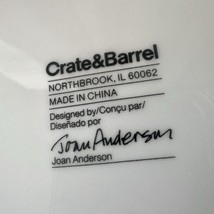 Crate&Barrel
NORTHBROOK, IL 60062
MADE IN CHINA
Designed by/Conçu par/
Diseñado por
Joan Anderson
Joan Anderson